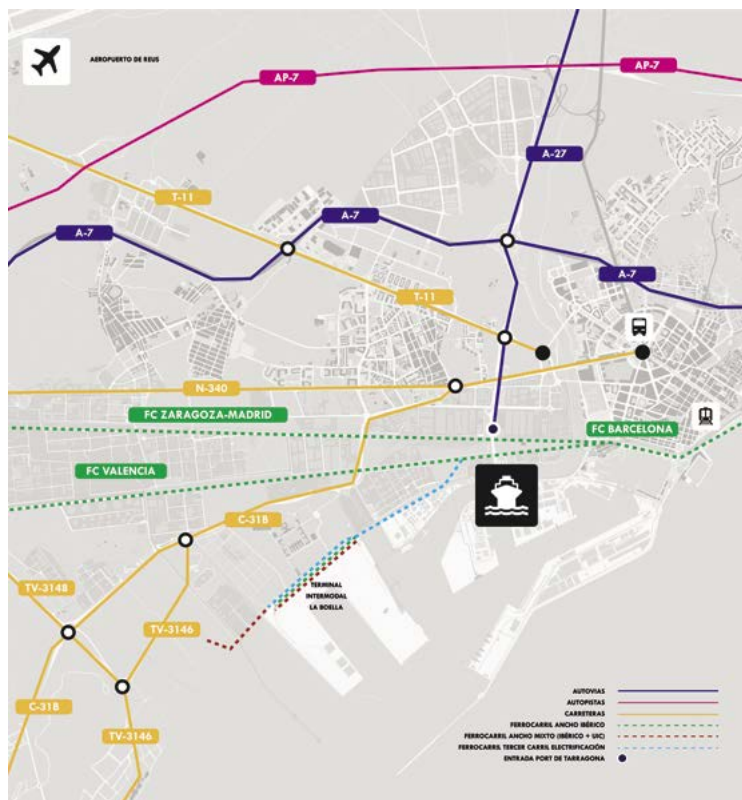 AEROPUERTO DE REUS
AP-7
AP-7
A-27
T-11
A-7
A-7
A-7
T-11
N-340
FC ZARAGOZA-MADRID
FC BARCELONA
FC VALENCIA
C-31B
TERMINAL
INTERMODAL
LA BOELLA
TV-3148
TV-3146
C-31B
TV-3146
AUTOVIAS
AUTOPISTAS
CARRETERAS
FERROCARRIL ANCHO IBÉRICO
FERROCARRIL ANCHO MIXTO (IBÉRICO + UIC)
FERROCARRIL TERCER CARRIL ELECTRIFICACIÓN
ENTRADA PORT DE TARRAGONA